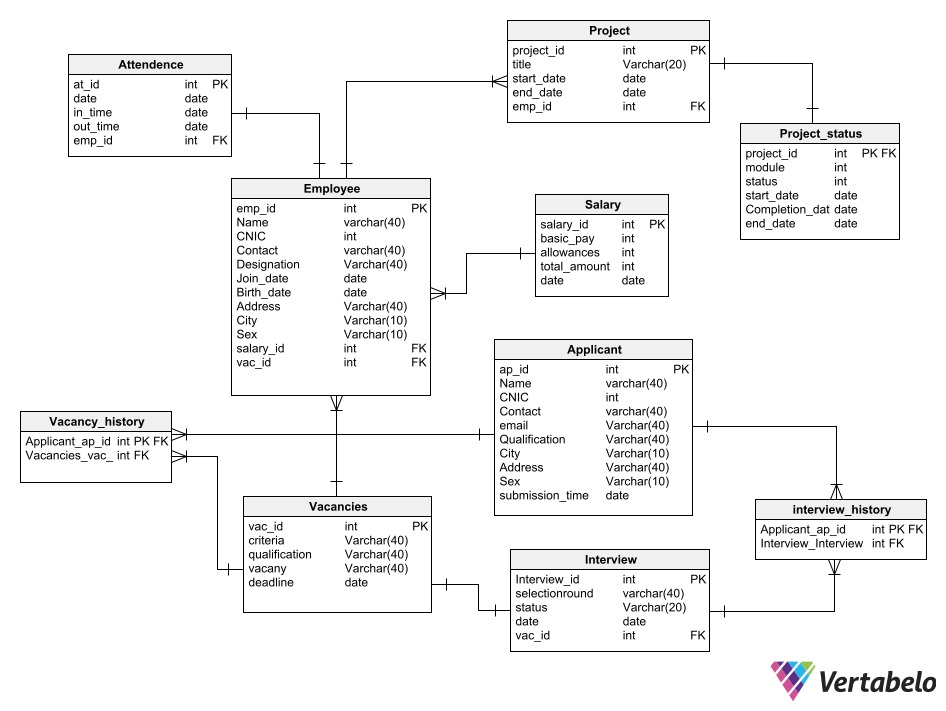 Project
project_id int PK
title Varchar(20)
start_date date
end_date date
emp_id int FK
Attendence
at_id int PK
date date
in_time date
out_time date
emp_id int FK
Project_status
project_id int PK FK
module int
status int
start_date date
Completion_dat date
end_date date
Employee
emp_id int PK
Name varchar(40)
CNIC int
Contact varchar(40)
Designation Varchar(40)
Join_date date
Birth_date date
Address Varchar(40)
City Varchar(10)
Sex Varchar(10)
salary_id int FK
vac_id int FK
Salary
salary_id int PK
basic_pay int
allowances int
total_amount int
date date
Applicant
ap_id int PK
Name varchar(40)
CNIC int
Contact varchar(40)
email Varchar(40)
Qualification Varchar(40)
City Varchar(10)
Address Varchar(40)
Sex Varchar(10)
submission_time date
Vacancy_history
Applicant_ap_id int PK FK
Vacancies_vac_ int FK
Vacancies
vac_id int PK
criteria Varchar(40)
qualification Varchar(40)
vacany Varchar(40)
deadline date
interview_history
Applicant_ap_id int PK FK
Interview_Interview int FK
Interview
Interview_id int PK
selectionround varchar(40)
status Varchar(20)
date date
vac_id int FK
Vertabelo